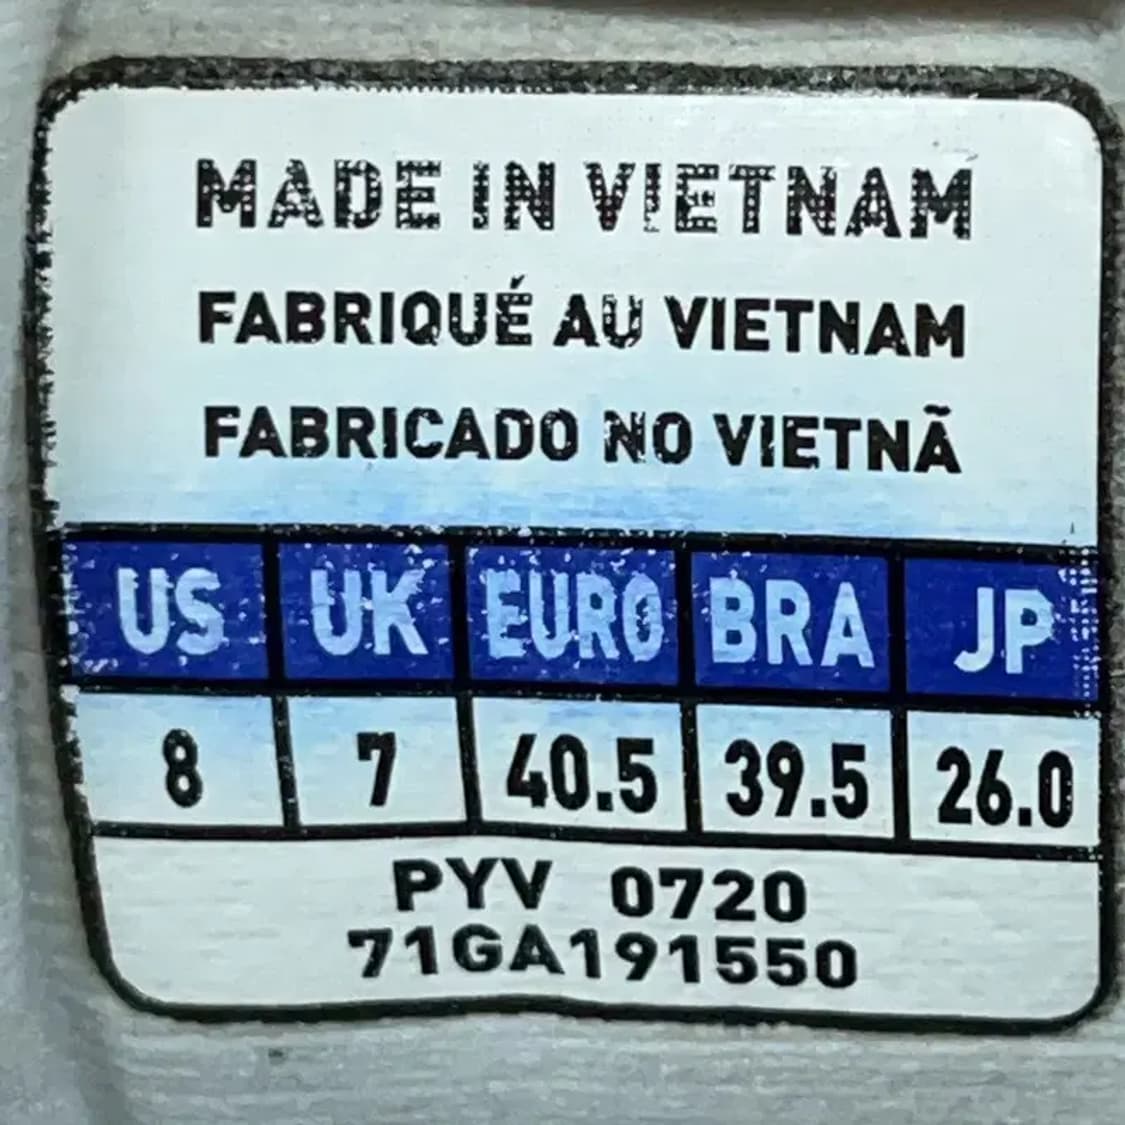 MADE IN VIETNAM
FABRIQUÉ AU VIETNAM
FABRICADO NO VIETNÃ
US UK EURO BRA JP
8 7 40.5 39.5 26.0
PYV 0720
71GA191550